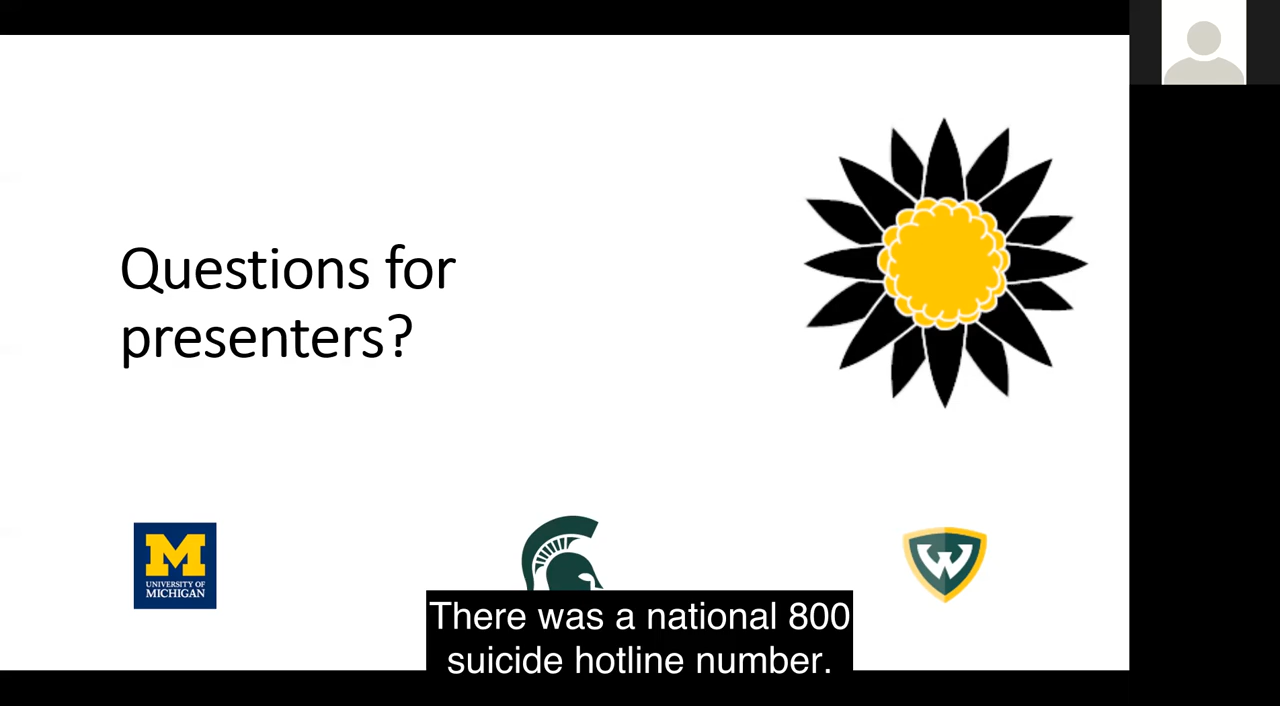 Questions for
presenters?
M
UNIVERSITY OF
MICHIGAN
W
There was a national 800
suicide hotline number.